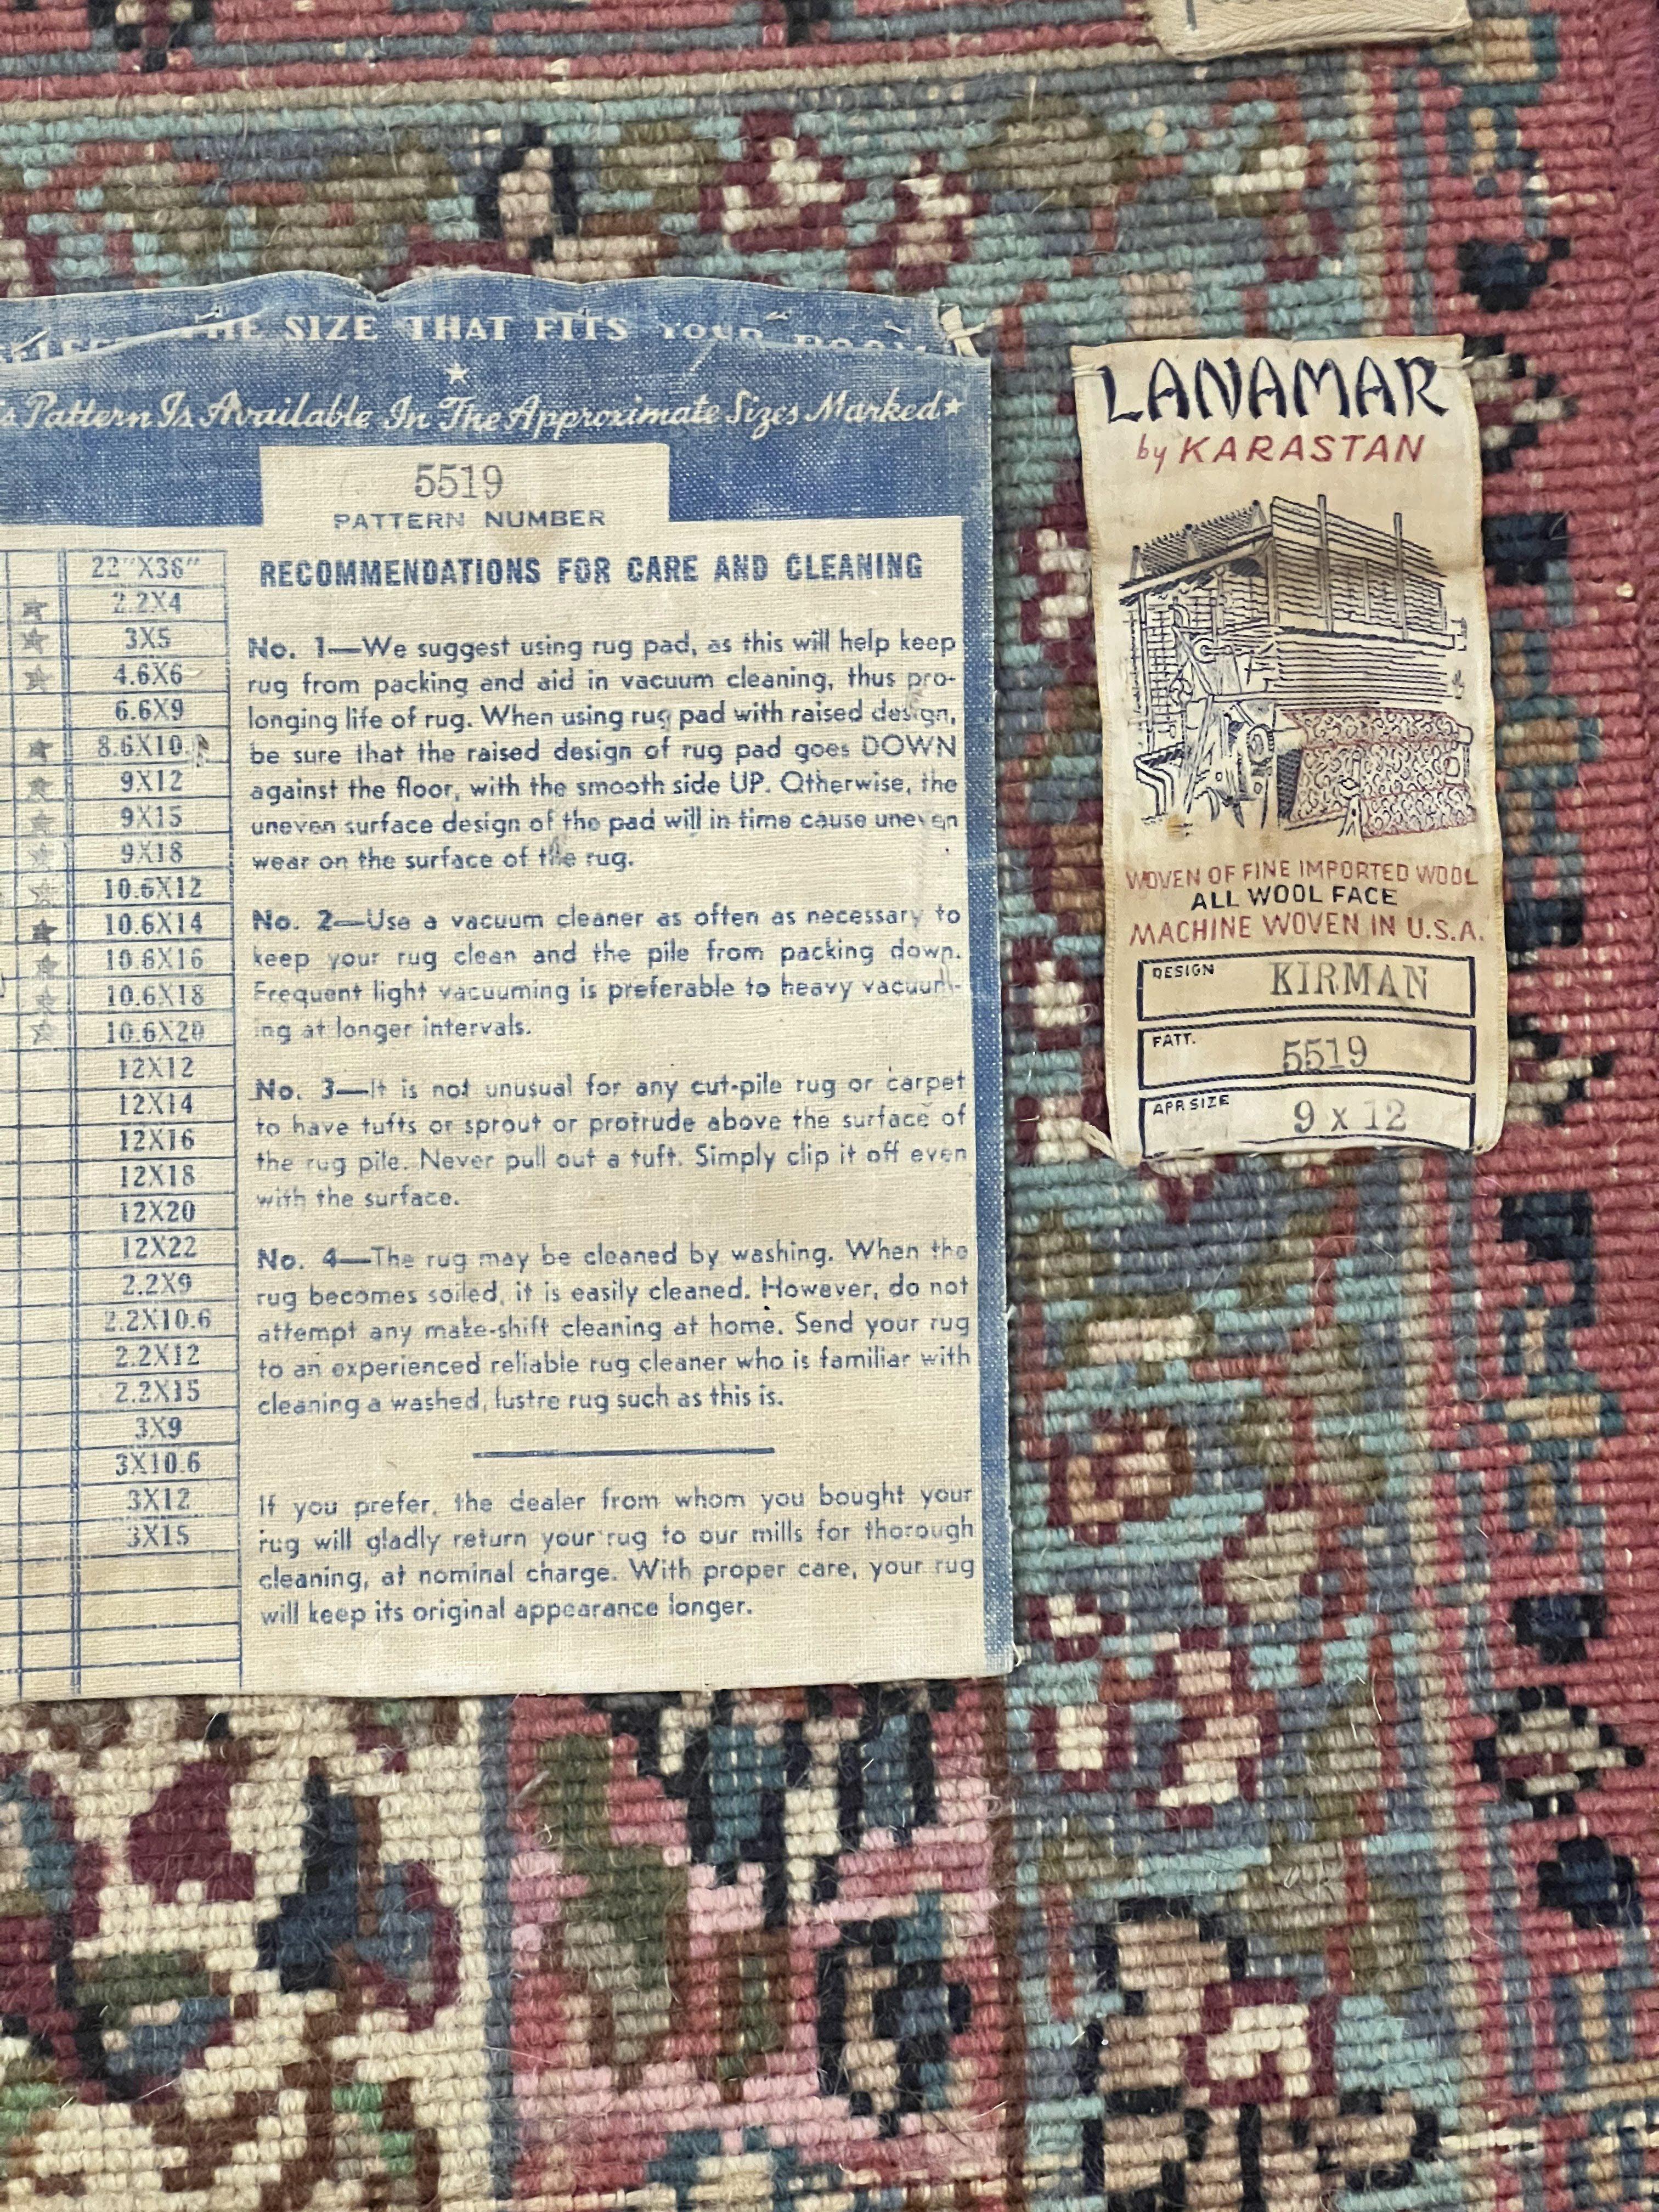 THE SIZE THAT FITS YOUR ROOM
Pattern Is Available In The Approximate Sizes Marked
5519
PATTERN NUMBER
22"X36"
2.2X4
3X5
4.6X6
6.6X9
8.6X10.
9X12
9X15
9X18
10.6X12
10.6X14
10.6X16
10.6X18
10.6X20
12X12
12X14
12X16
12X18
12X20
12X22
2.2X9
2.2X10.6
2.2X12
2.2X15
3X9
3X10.6
3X12
3X15
RECOMMENDATIONS FOR CARE AND CLEANING
No. 1—We suggest using rug pad, as this will help keep
rug from packing and aid in vacuum cleaning, thus pro-
longing life of rug. When using rug pad with raised design,
be sure that the raised design of rug pad goes DOWN
against the floor, with the smooth side UP. Otherwise, the
uneven surface design of the pad will in time cause uneven
wear on the surface of the rug.
No. 2—Use a vacuum cleaner as often as necessary to
keep your rug clean and the pile from packing down.
Frequent light vacuuming is preferable to heavy vacuum-
ing at longer intervals.
No. 3—It is not unusual for any cut-pile rug or carpet
to have tufts or sprout or protrude above the surface of
the rug pile. Never pull out a tuft. Simply clip it off even
with the surface.
No. 4—The rug may be cleaned by washing. When the
rug becomes soiled, it is easily cleaned. However, do not
attempt any make-shift cleaning at home. Send your rug
to an experienced reliable rug cleaner who is familiar with
cleaning a washed, lustre rug such as this is.
If you prefer, the dealer from whom you bought your
rug will gladly return your rug to our mills for thorough
cleaning, at nominal charge. With proper care, your rug
will keep its original appearance longer.
LANAMAR
by KARASTAN
WOVEN OF FINE IMPORTED WOOL
ALL WOOL FACE
MACHINE WOVEN IN U.S.A.
DESIGN KIRMAN
PATT. 5519
APR SIZE 9 x 12